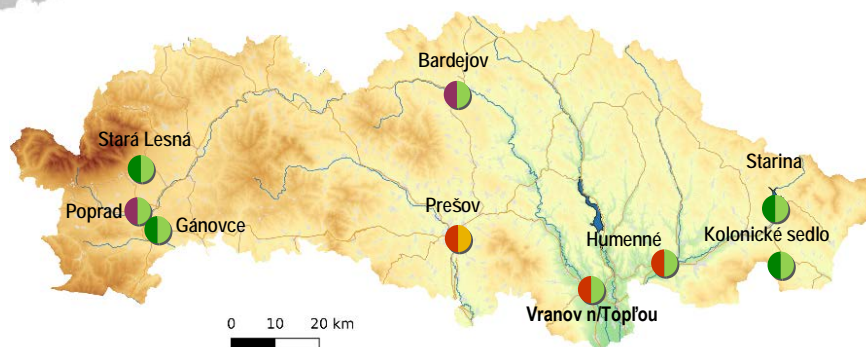 Bardejov
Stará Lesná
Starina
Poprad
Gánovce
Prešov
Humenné
Kolonické sedlo
Vranov n/Topľou
0 10 20 km